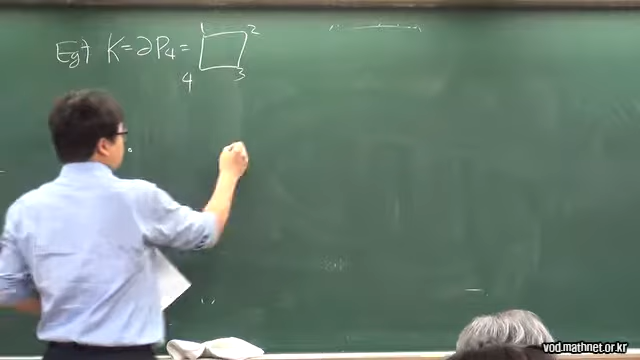 Eg) K = ∂P₄ =
1 2
4 3
vod.mathnet.or.kr